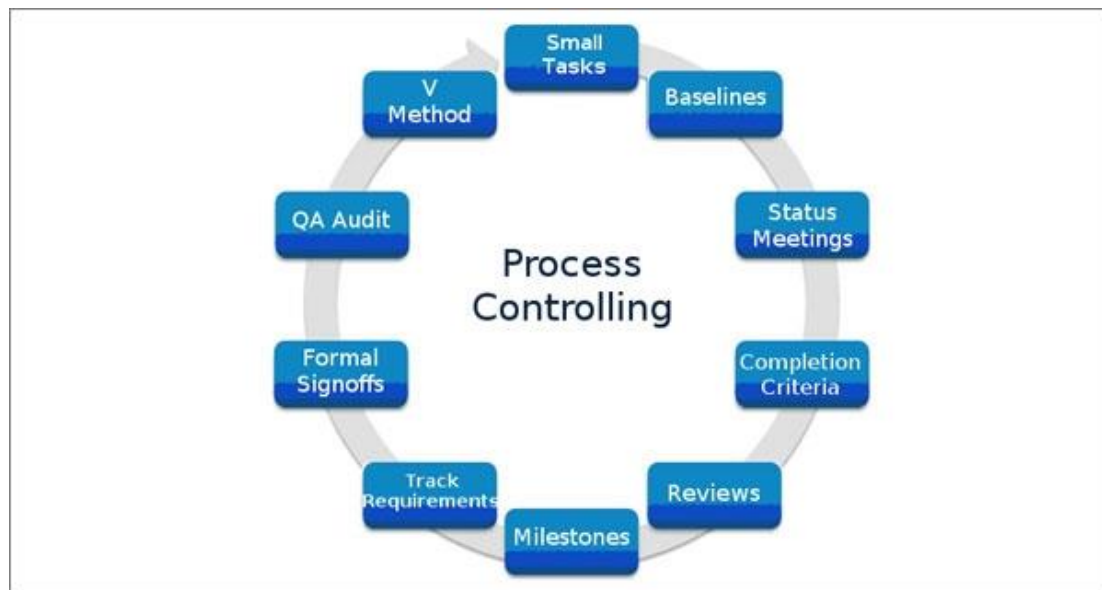 Small
Tasks
Baselines
Status
Meetings
Completion
Criteria
Reviews
Milestones
Track
Requirements
Formal
Signoffs
QA Audit
V
Method
Process
Controlling